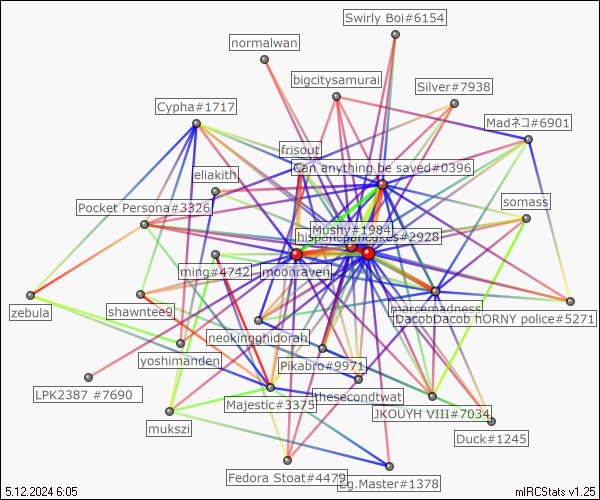 Swirly Boi#6154
normalwan
bigcitysamurai
Silver#7938
Cypha#1717
Madネコ#6901
frisout
Can anything be saved#0396
eliakith
Pocket Persona#3326
somass
Mushy#1984
hispanicpancakes#2928
ming#4742
moonraven
zebula
shawntee9
marcemadness
DacobDacob hORNY police#5271
neokingghidorah
yoshimanden
Pikabro#9971
LPK2387 #7690
thesecondtwat
Majestic#3375
JKOUYH VIII#7034
mukszi
Duck#1245
Fedora Stoat#4479
Eg.Master#1378
5.12.2024 6:05
mIRCStats v1.25